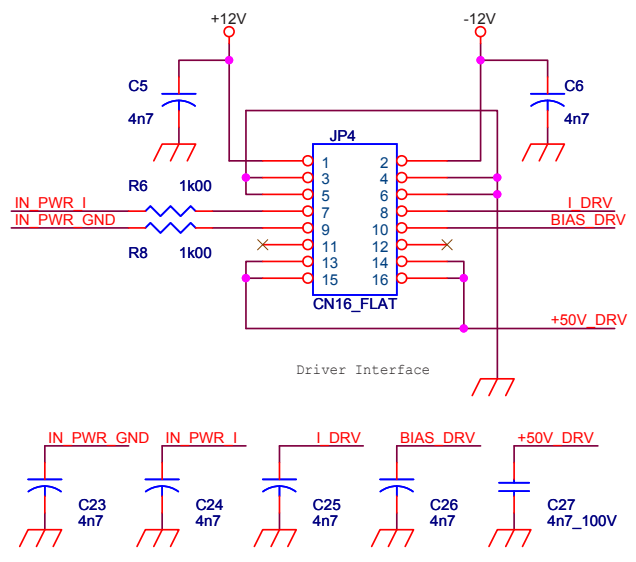 +12V
-12V
C5
4n7
C6
4n7
JP4
1
2
3
4
5
6
7
8
9
10
11
12
13
14
15
16
IN_PWR_I
IN_PWR_GND
R6
1k00
R8
1k00
I_DRV
BIAS_DRV
CN16_FLAT
+50V_DRV
Driver Interface
IN_PWR_GND
IN_PWR_I
I_DRV
BIAS_DRV
+50V_DRV
C23
4n7
C24
4n7
C25
4n7
C26
4n7
C27
4n7_100V